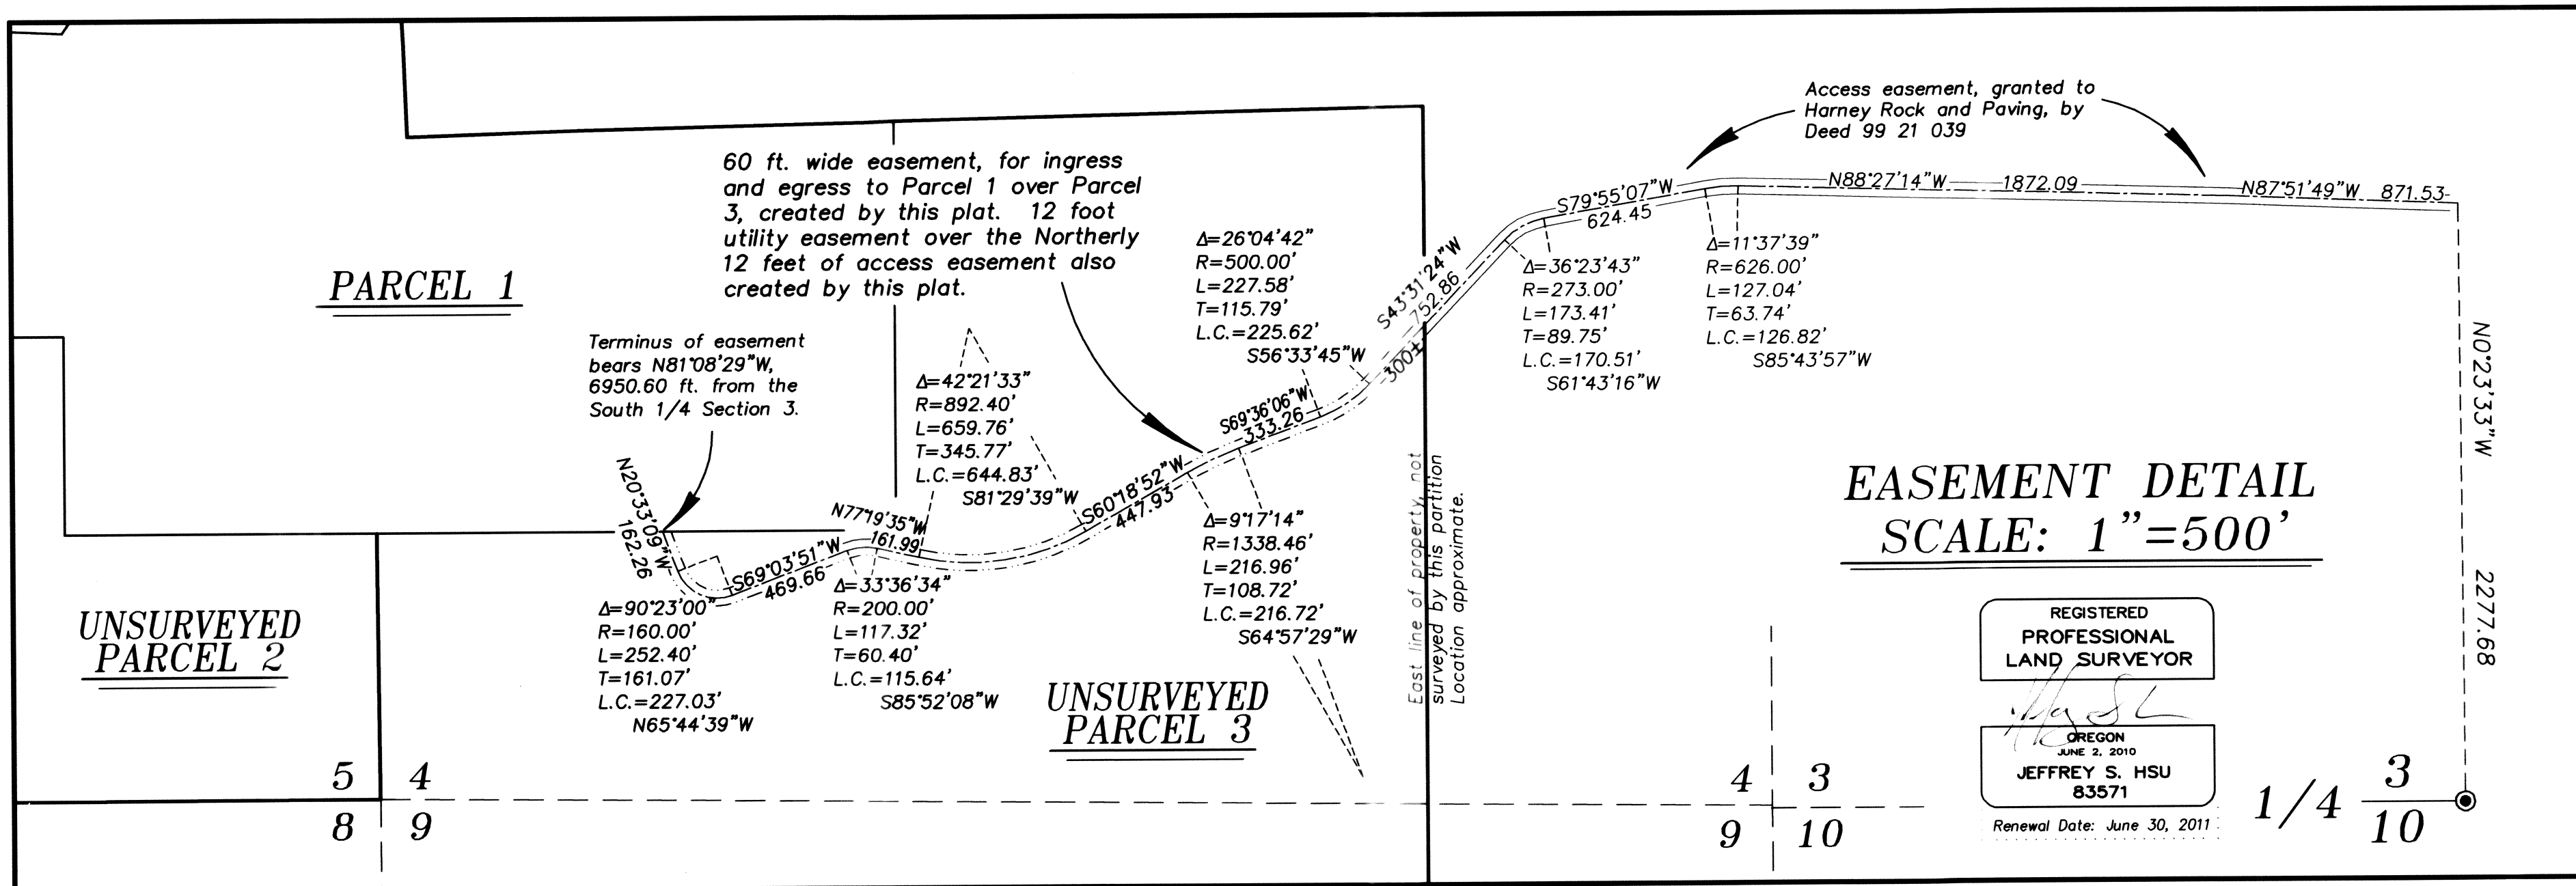 Access easement, granted to
Harney Rock and Paving, by
Deed 99 21 039
60 ft. wide easement, for ingress
and egress to Parcel 1 over Parcel
3, created by this plat. 12 foot
utility easement over the Northerly
12 feet of access easement also
created by this plat.
PARCEL 1
Terminus of easement
bears N81°08'29"W,
6950.60 ft. from the
South 1/4 Section 3.
N20°33'09"W
162.26
Δ=90°23'00"
R=160.00'
L=252.40'
T=161.07'
L.C.=227.03'
N65°44'39"W
S69°03'51"W
469.66
Δ=33°36'34"
R=200.00'
L=117.32'
T=60.40'
L.C.=115.64'
S85°52'08"W
N77°19'35"W
161.99
Δ=42°21'33"
R=892.40'
L=659.76'
T=345.77'
L.C.=644.83'
S81°29'39"W
S60°18'52"W
447.93
Δ=9°17'14"
R=1338.46'
L=216.96'
T=108.72'
L.C.=216.72'
S64°57'29"W
S69°36'06"W
333.26
Δ=26°04'42"
R=500.00'
L=227.58'
T=115.79'
L.C.=225.62'
S56°33'45"W
S43°31'24"W
752.86
300±
Δ=36°23'43"
R=273.00'
L=173.41'
T=89.75'
L.C.=170.51'
S61°43'16"W
S79°55'07"W
624.45
Δ=11°37'39"
R=626.00'
L=127.04'
T=63.74'
L.C.=126.82'
S85°43'57"W
N88°27'14"W 1872.09
N87°51'49"W 871.53
N0°23'33"W 2277.68
East line of property, not
surveyed by this partition
Location approximate.
EASEMENT DETAIL
SCALE: 1"=500'
UNSURVEYED
PARCEL 2
UNSURVEYED
PARCEL 3
REGISTERED
PROFESSIONAL
LAND SURVEYOR
OREGON
JUNE 2, 2010
JEFFREY S. HSU
83571
Renewal Date: June 30, 2011
5 4
8 9
4 3
9 10
1/4 3
10